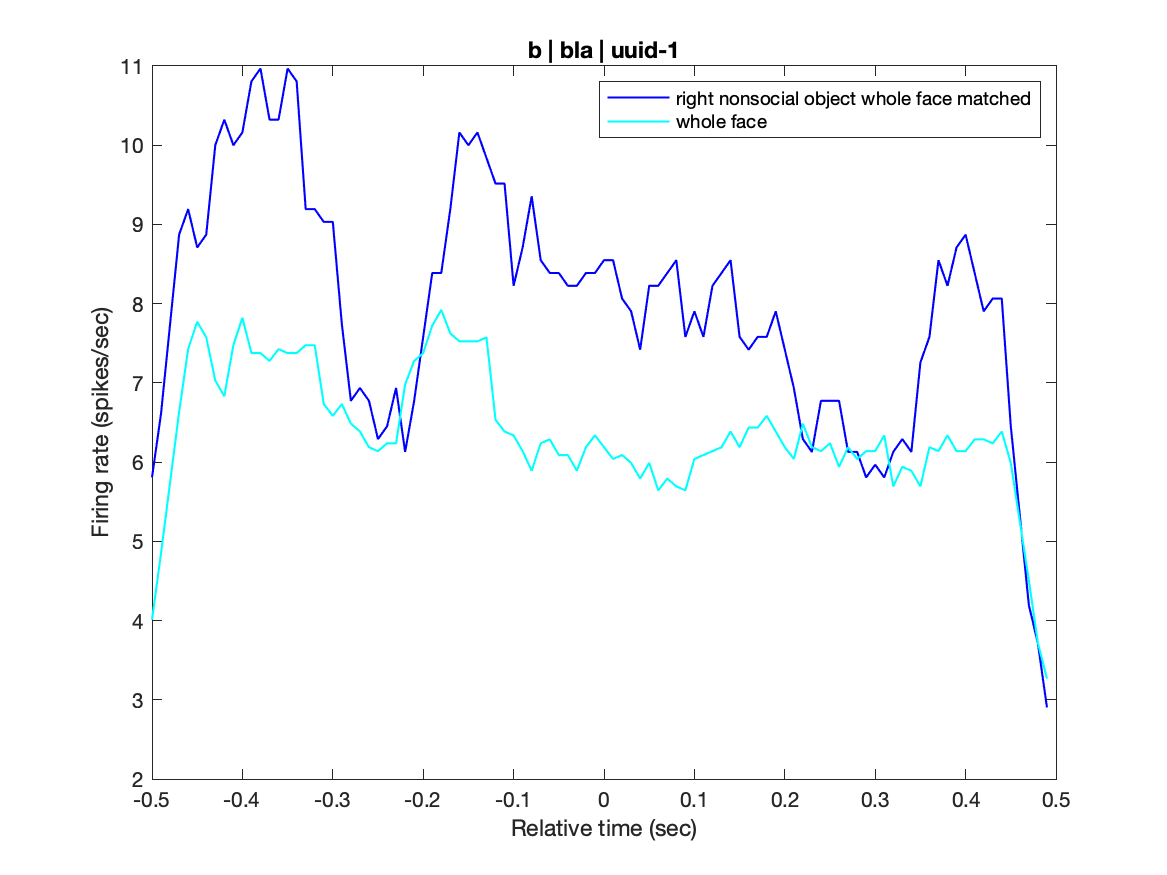 b | bla | uuid-1
right nonsocial object whole face matched
whole face
Firing rate (spikes/sec)
11
10
9
8
7
6
5
4
3
2
-0.5 -0.4 -0.3 -0.2 -0.1 0 0.1 0.2 0.3 0.4 0.5
Relative time (sec)